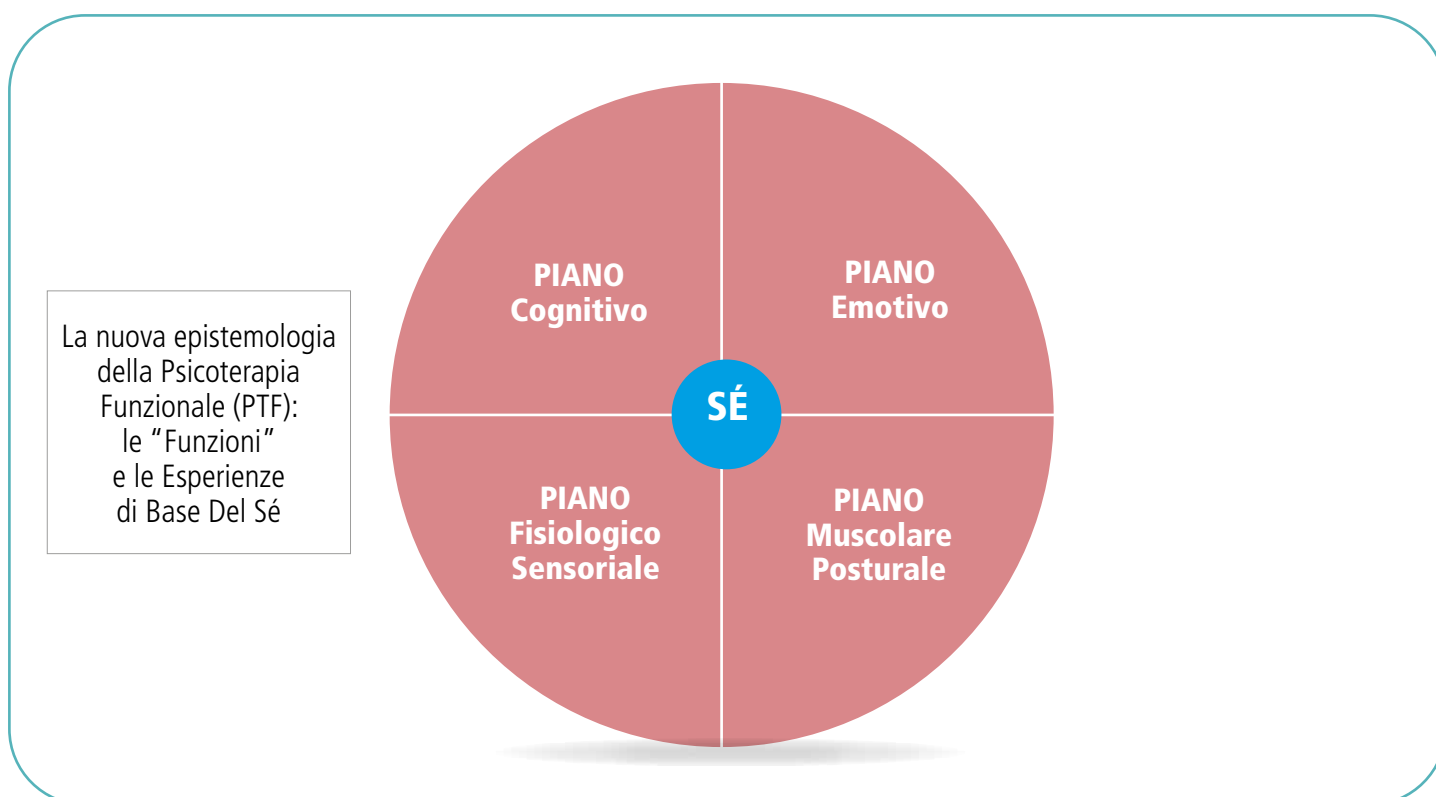 La nuova epistemologia
della Psicoterapia
Funzionale (PTF):
le “Funzioni”
e le Esperienze
di Base Del Sé
PIANO
Cognitivo
PIANO
Emotivo
SÉ
PIANO
Fisiologico
Sensoriale
PIANO
Muscolare
Posturale